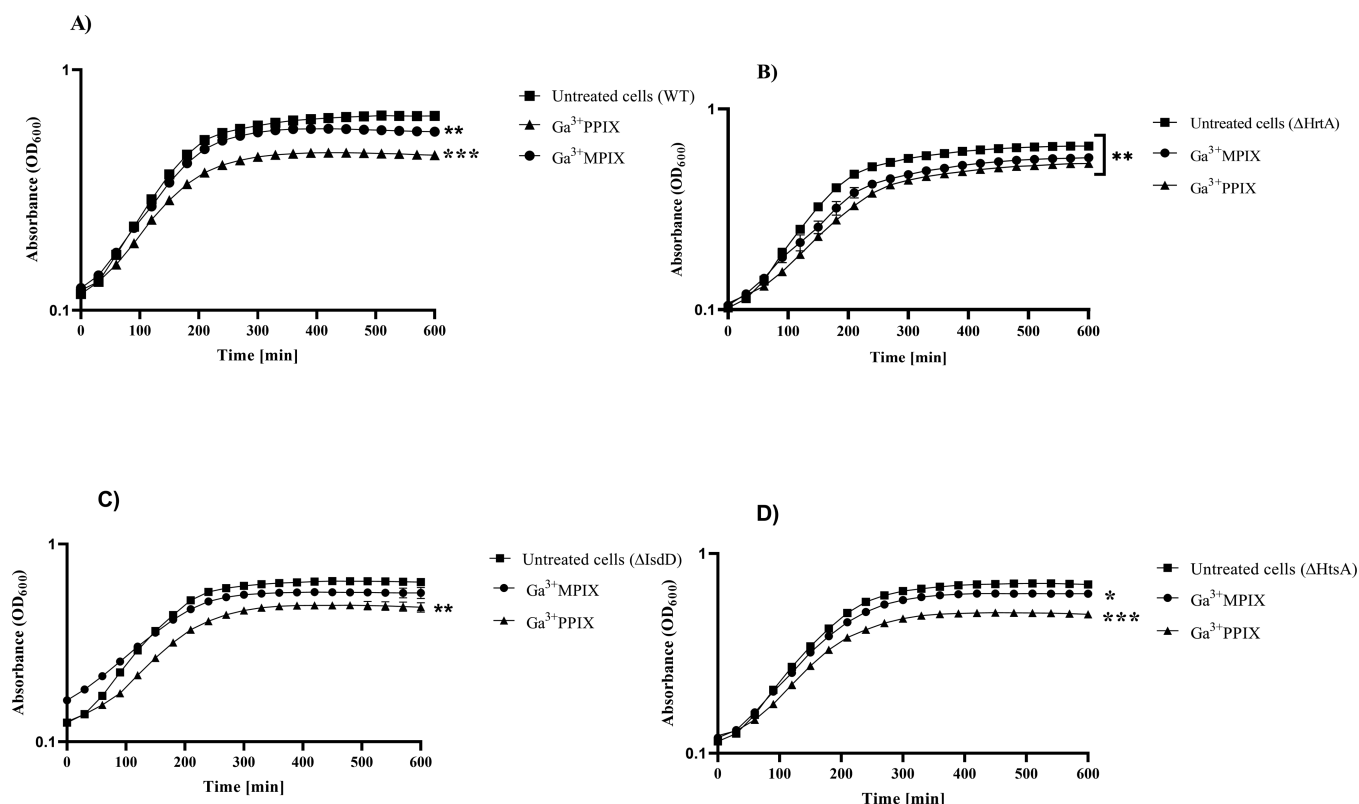 A)
1
Absorbance (OD600)
0.1
0 100 200 300 400 500 600
Time [min]
Untreated cells (WT)
Ga3+PPIX
Ga3+MPIX
**
***
B)
1
Absorbance (OD600)
0.1
0 100 200 300 400 500 600
Time [min]
Untreated cells (ΔHrtA)
Ga3+MPIX
Ga3+PPIX
**
C)
1
Absorbance (OD600)
0.1
0 100 200 300 400 500 600
Time [min]
Untreated cells (ΔIsdD)
Ga3+MPIX
Ga3+PPIX
**
D)
1
Absorbance (OD600)
0.1
0 100 200 300 400 500 600
Time [min]
Untreated cells (ΔHtsA)
Ga3+MPIX
Ga3+PPIX
*
***